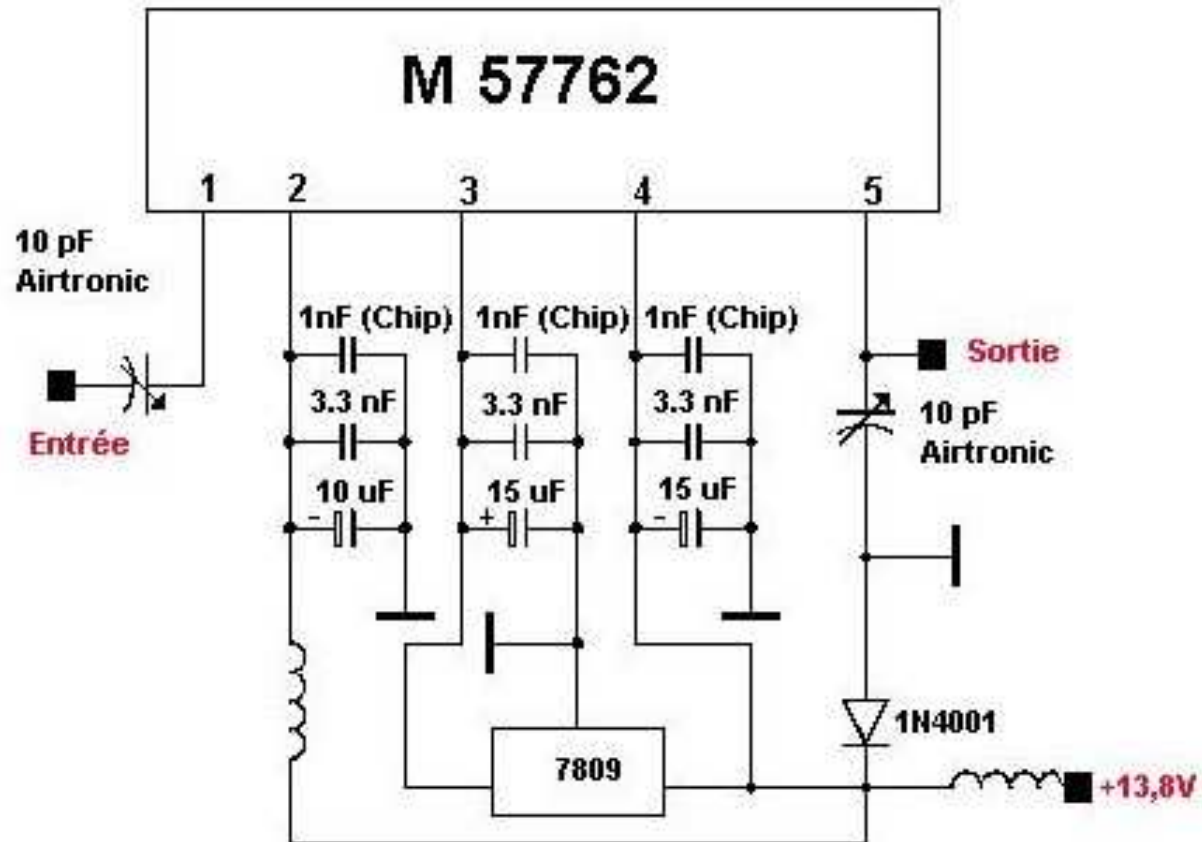 M 57762
1 2 3 4 5
10 pF
Airtronic
1nF (Chip) 1nF (Chip) 1nF (Chip)
Sortie
3.3 nF 3.3 nF 3.3 nF
10 pF
Airtronic
Entrée
10 uF 15 uF 15 uF
- + -
1N4001
7809
+13,8V